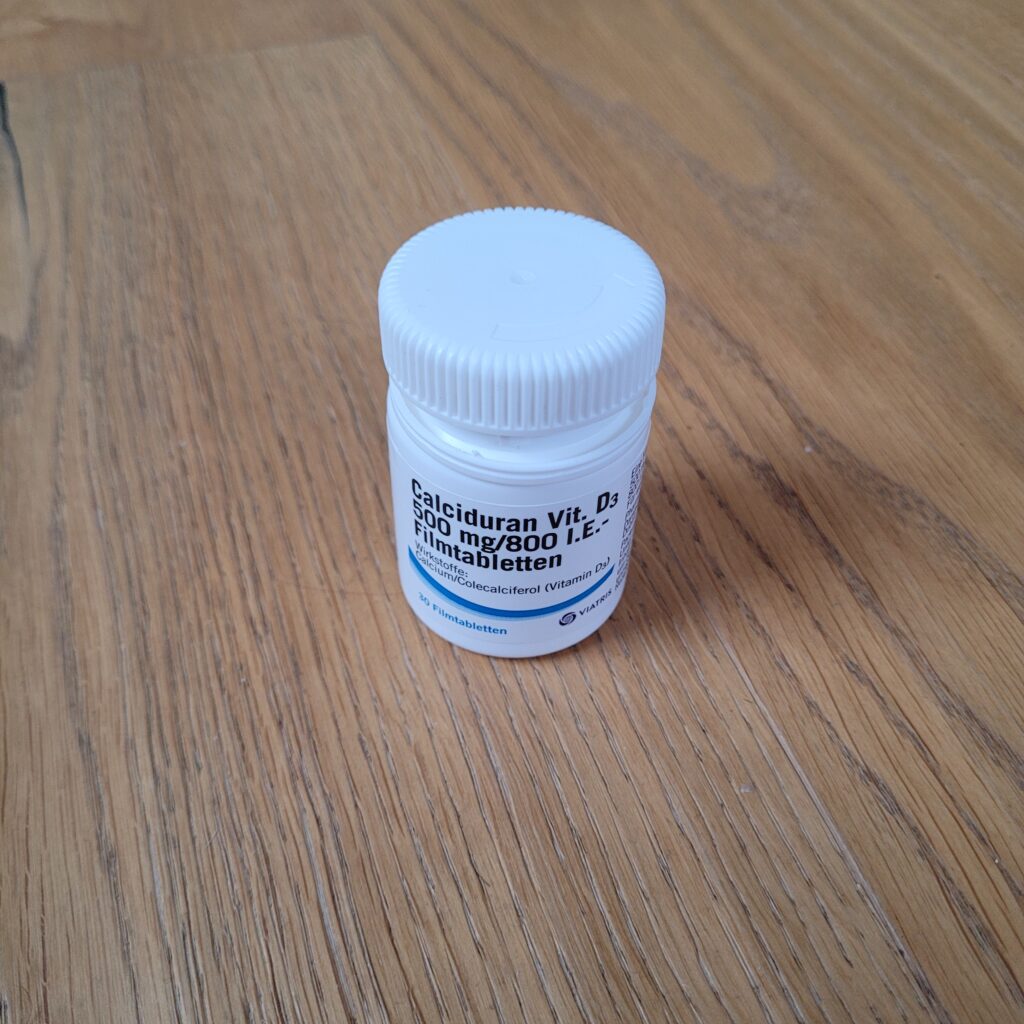 Calciduran Vit. D₃
500 mg/800 I.E.-
Filmtabletten
Wirkstoffe:
Calcium/Colecalciferol (Vitamin D₃)
30 Filmtabletten
VIATRIS